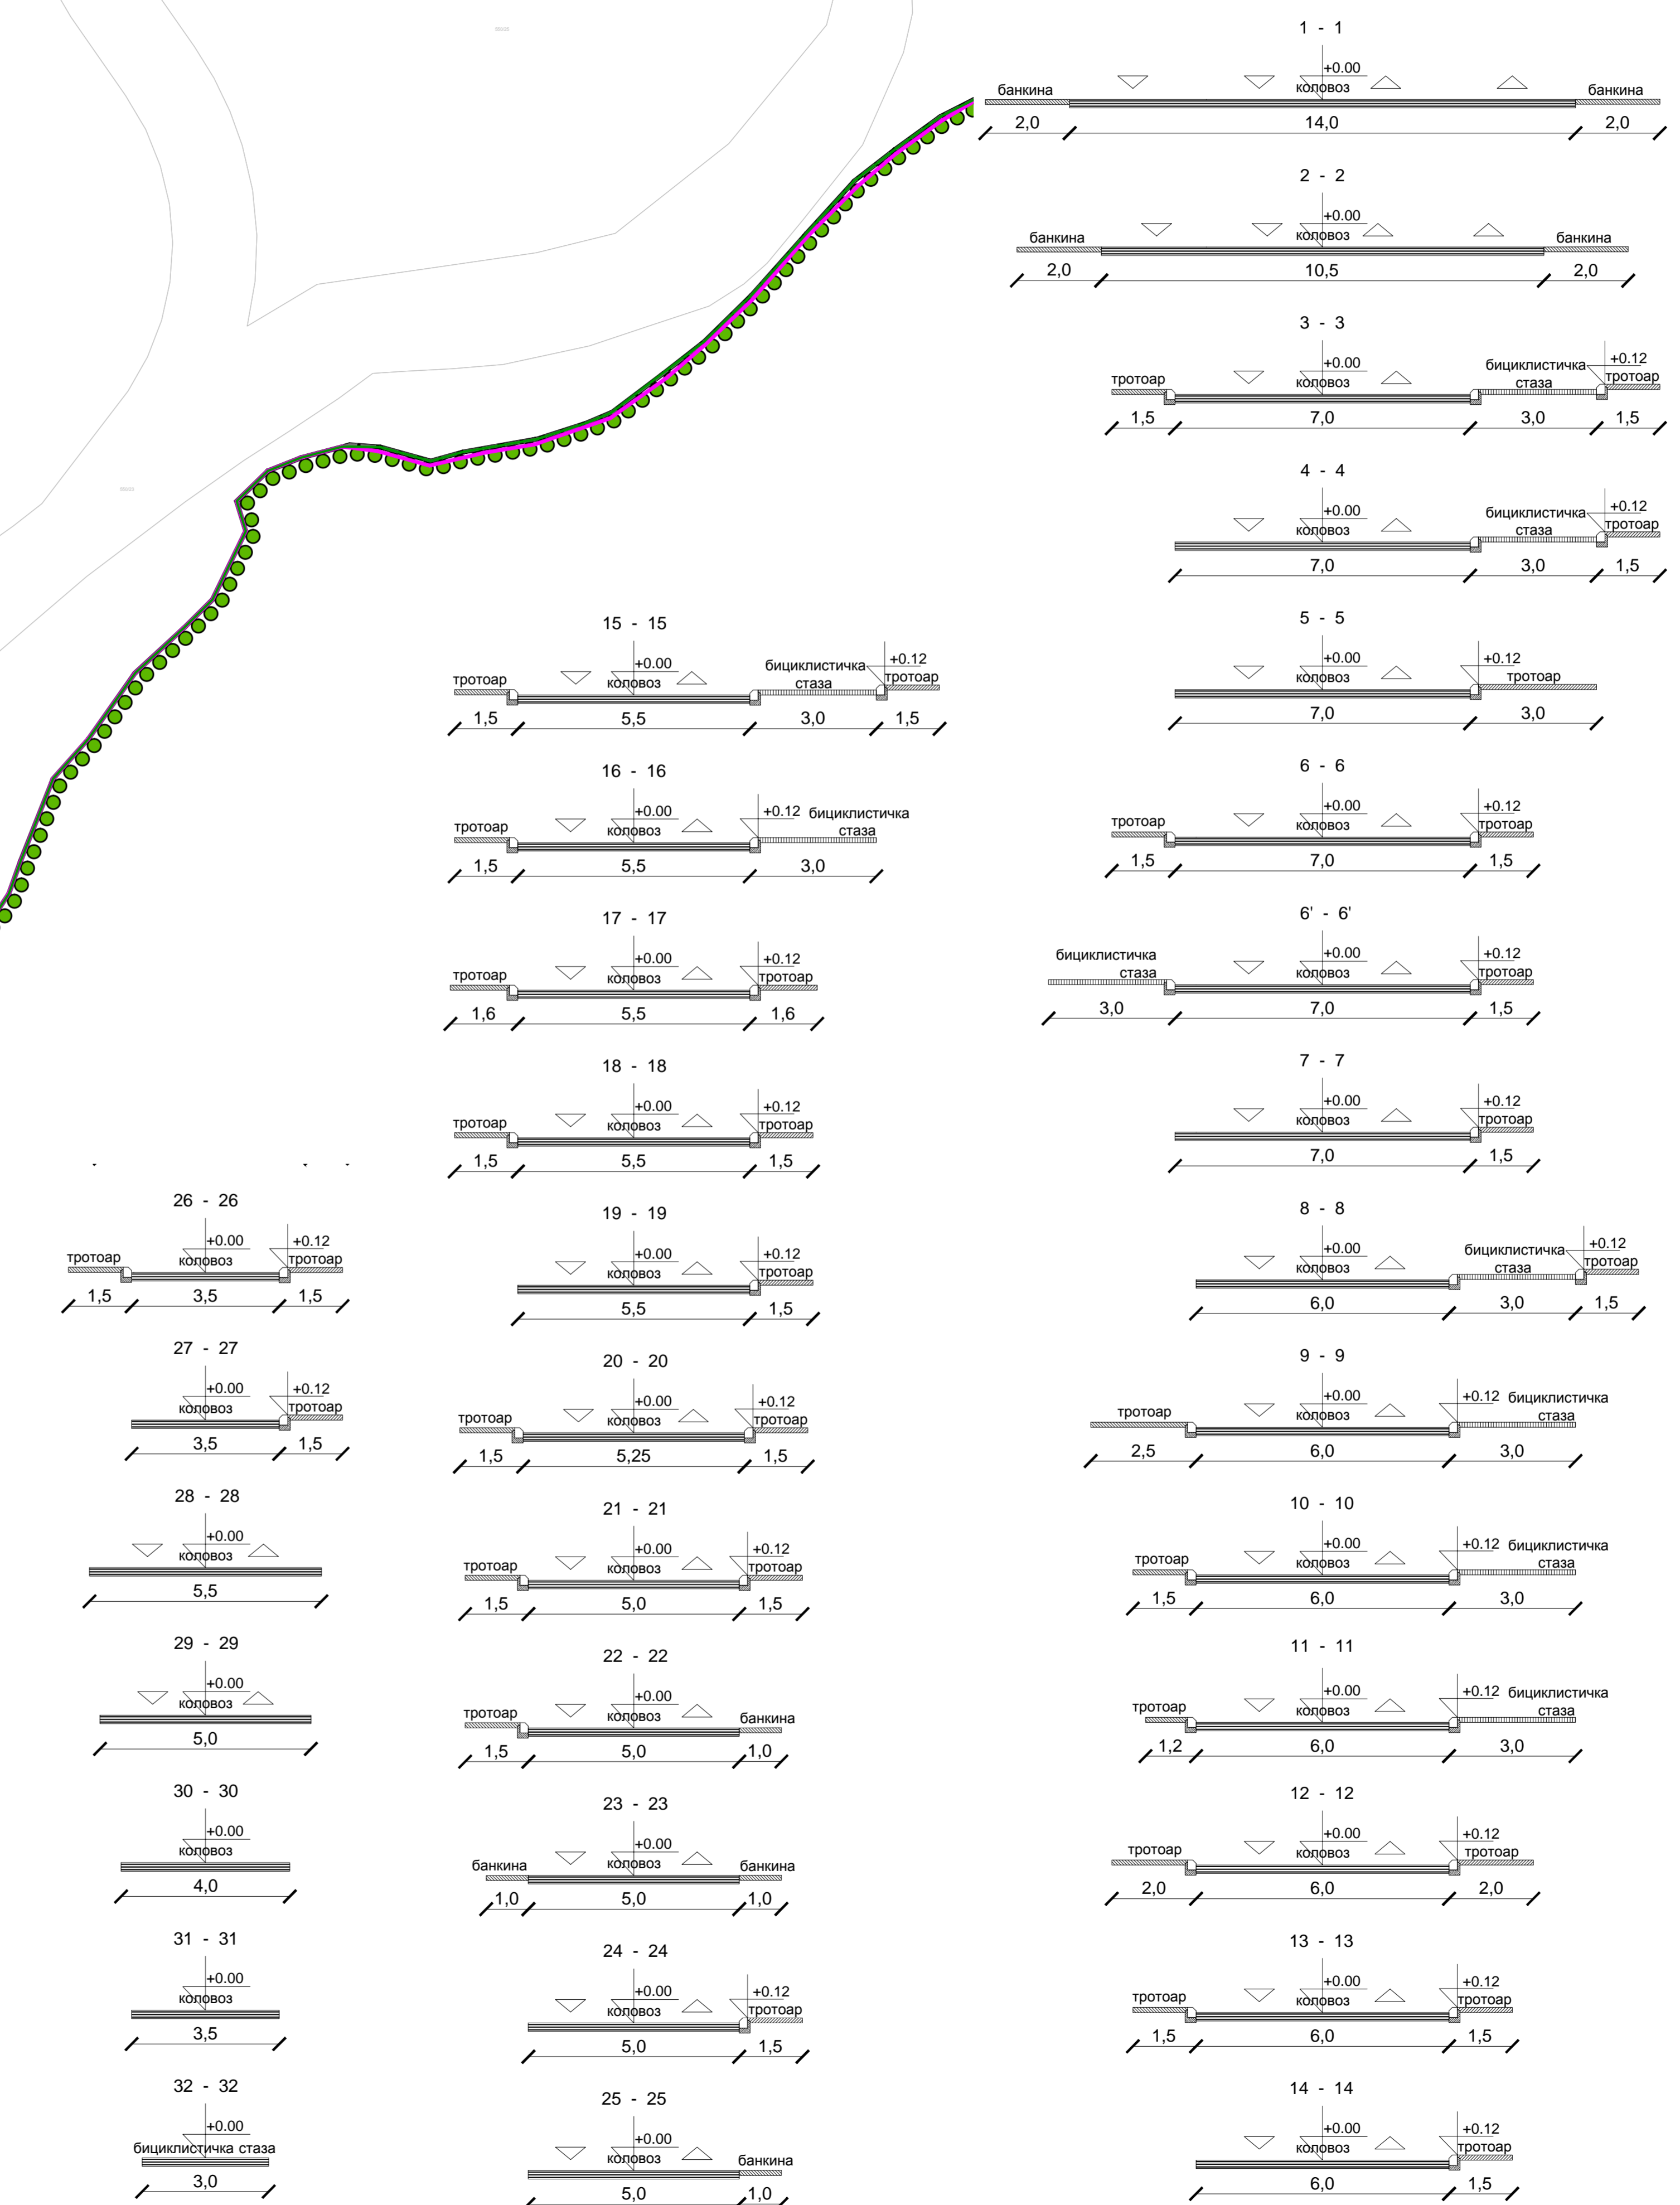 1 - 1
+0.00
коловоз
банкина банкина
2,0 14,0 2,0
2 - 2
+0.00
коловоз
банкина банкина
2,0 10,5 2,0
3 - 3
+0.00 бициклистичка +0.12
тротоар коловоз стаза тротоар
1,5 7,0 3,0 1,5
4 - 4
+0.00 бициклистичка +0.12
коловоз стаза тротоар
7,0 3,0 1,5
5 - 5
+0.00 +0.12
коловоз тротоар
7,0 3,0
6 - 6
+0.00 +0.12
тротоар коловоз тротоар
1,5 7,0 1,5
6' - 6'
бициклистичка +0.00 +0.12
стаза коловоз тротоар
3,0 7,0 1,5
7 - 7
+0.00 +0.12
коловоз тротоар
7,0 1,5
8 - 8
+0.00 бициклистичка +0.12
коловоз стаза тротоар
6,0 3,0 1,5
9 - 9
+0.00 +0.12 бициклистичка
тротоар коловоз стаза
2,5 6,0 3,0
10 - 10
+0.00 +0.12 бициклистичка
тротоар коловоз стаза
1,5 6,0 3,0
11 - 11
+0.00 +0.12 бициклистичка
тротоар коловоз стаза
1,2 6,0 3,0
12 - 12
+0.00 +0.12
тротоар коловоз тротоар
2,0 6,0 2,0
13 - 13
+0.00 +0.12
тротоар коловоз тротоар
1,5 6,0 1,5
14 - 14
+0.00 +0.12
коловоз тротоар
6,0 1,5
15 - 15
+0.00 бициклистичка +0.12
тротоар коловоз стаза тротоар
1,5 5,5 3,0 1,5
16 - 16
+0.00 +0.12 бициклистичка
тротоар коловоз стаза
1,5 5,5 3,0
17 - 17
+0.00 +0.12
тротоар коловоз тротоар
1,6 5,5 1,6
18 - 18
+0.00 +0.12
тротоар коловоз тротоар
1,5 5,5 1,5
19 - 19
+0.00 +0.12
коловоз тротоар
5,5 1,5
20 - 20
+0.00 +0.12
тротоар коловоз тротоар
1,5 5,25 1,5
21 - 21
+0.00 +0.12
тротоар коловоз тротоар
1,5 5,0 1,5
22 - 22
+0.00
тротоар коловоз банкина
1,5 5,0 1,0
23 - 23
+0.00
банкина коловоз банкина
1,0 5,0 1,0
24 - 24
+0.00 +0.12
коловоз тротоар
5,0 1,5
25 - 25
+0.00
коловоз банкина
5,0 1,0
26 - 26
+0.00 +0.12
тротоар коловоз тротоар
1,5 3,5 1,5
27 - 27
+0.00 +0.12
коловоз тротоар
3,5 1,5
28 - 28
+0.00
коловоз
5,5
29 - 29
+0.00
коловоз
5,0
30 - 30
+0.00
коловоз
4,0
31 - 31
+0.00
коловоз
3,5
32 - 32
+0.00
бициклистичка стаза
3,0